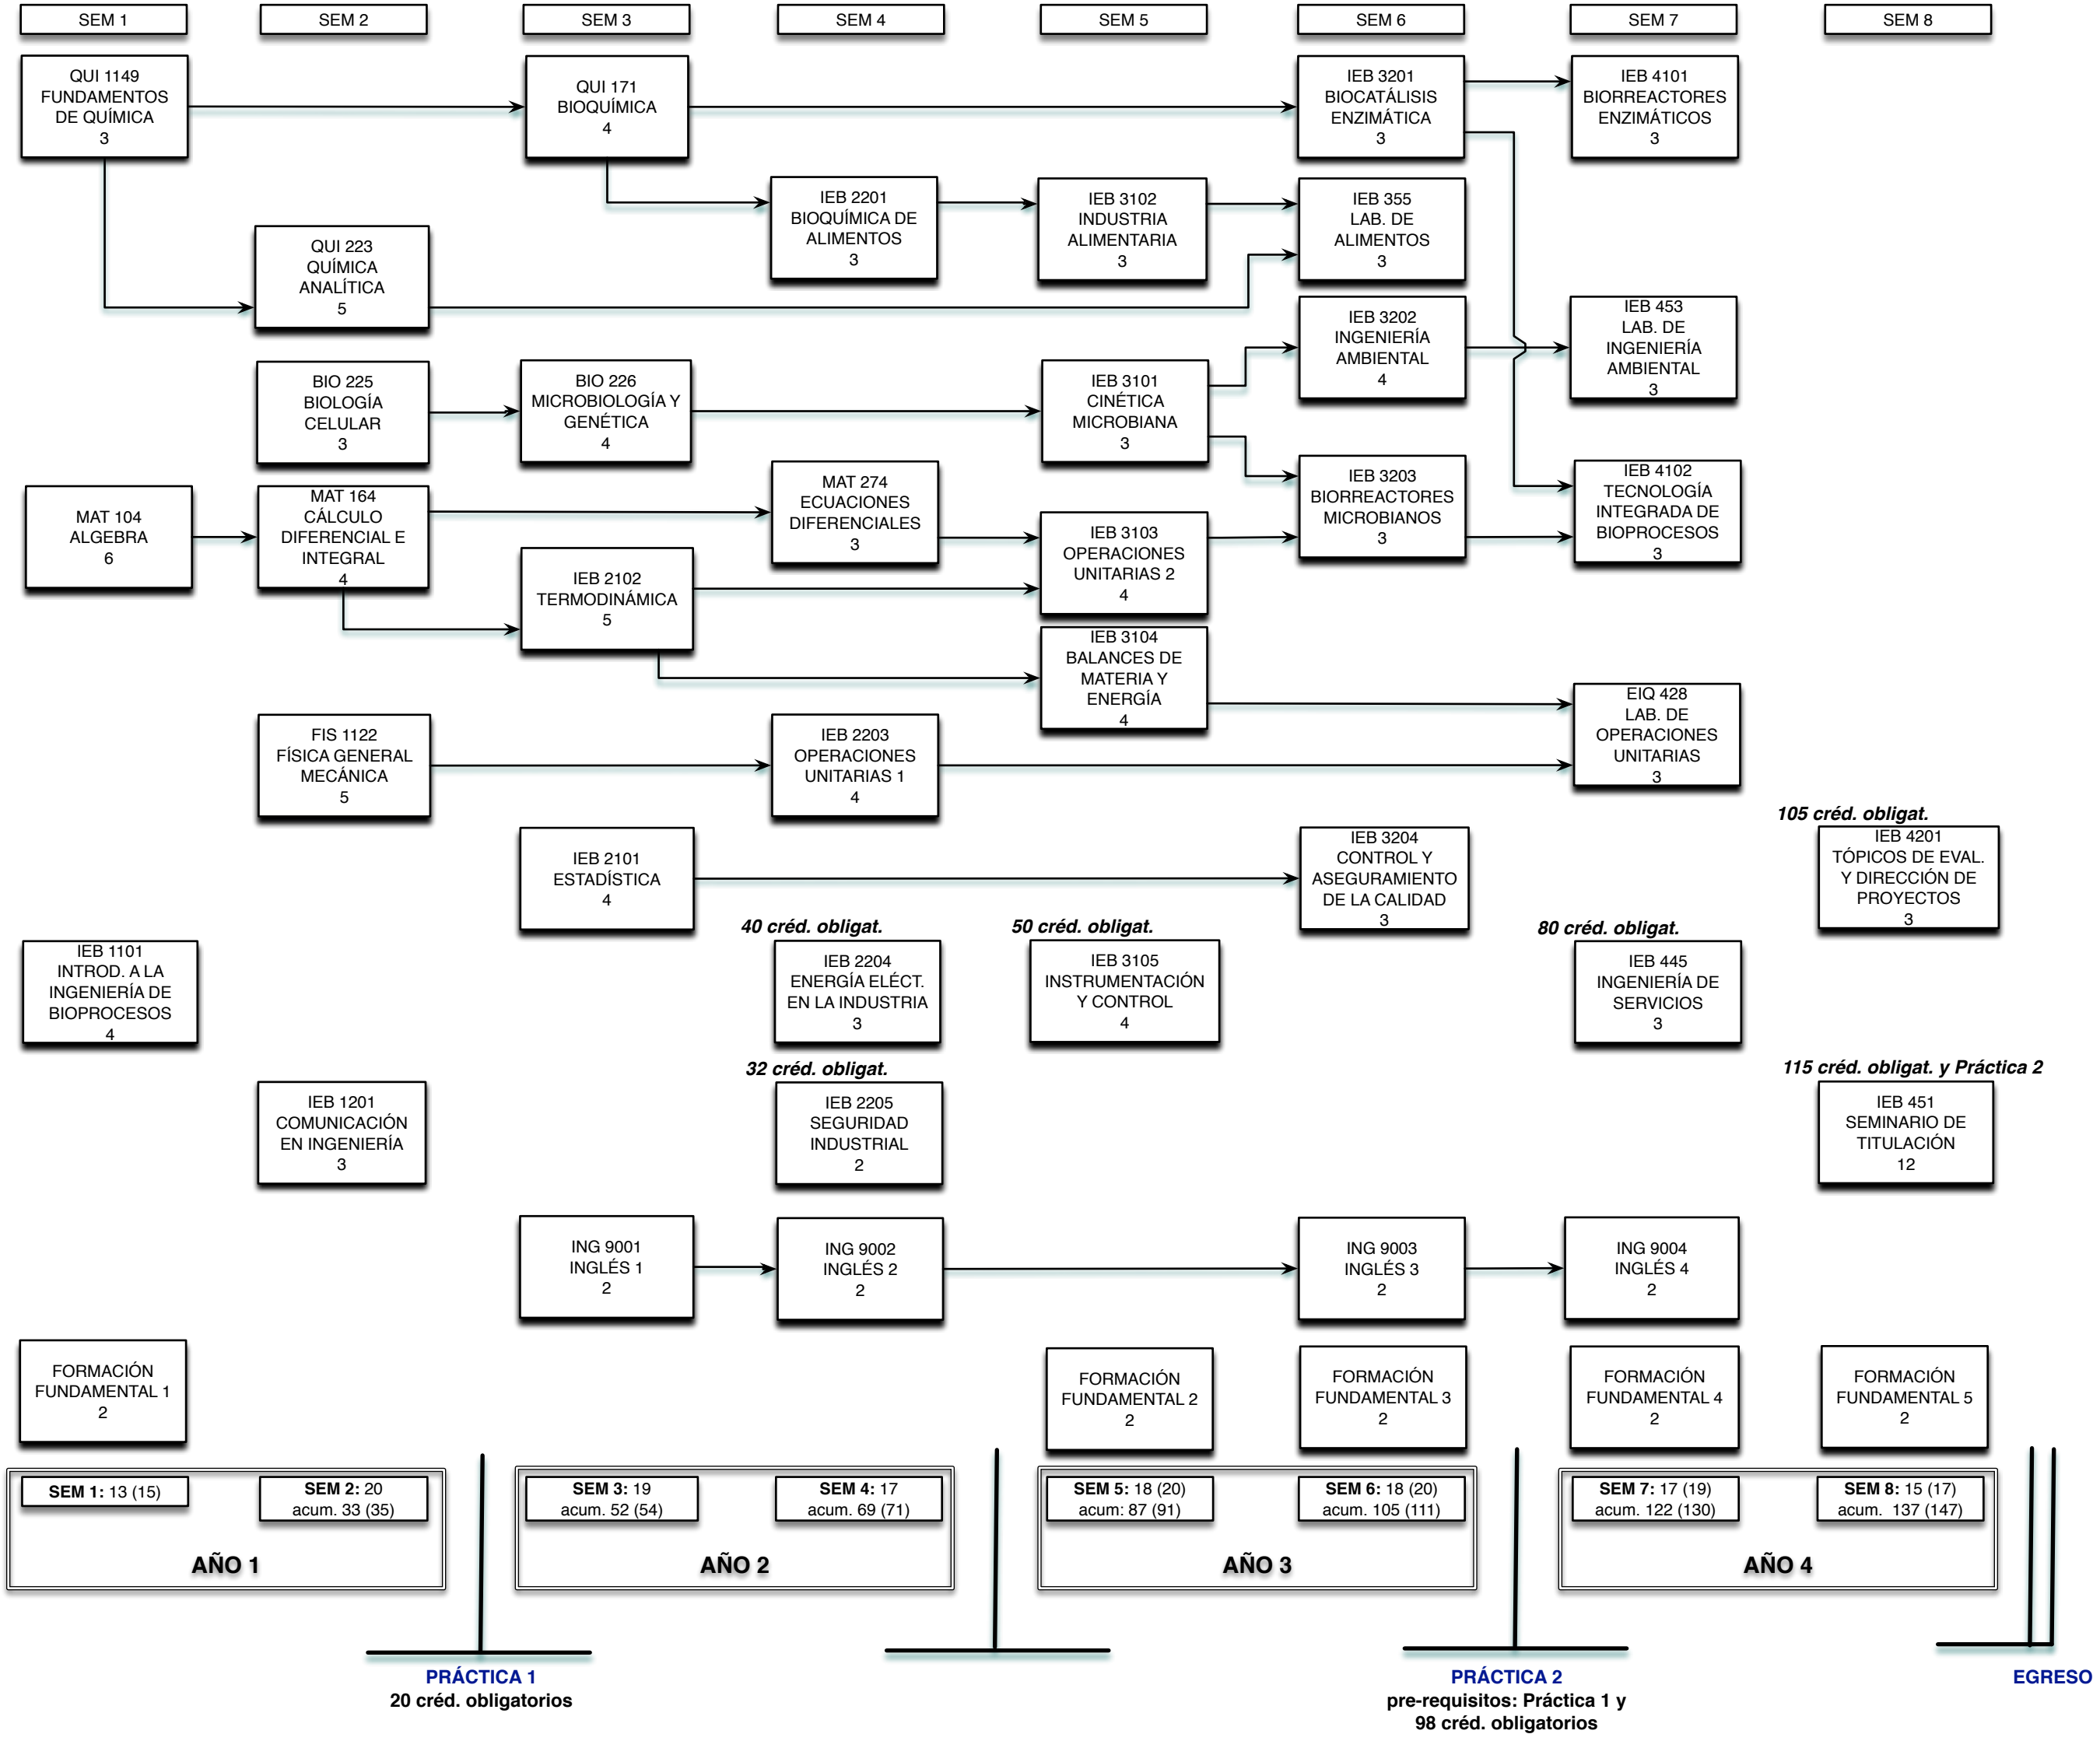 SEM 1
SEM 2
SEM 3
SEM 4
SEM 5
SEM 6
SEM 7
SEM 8
QUI 1149
FUNDAMENTOS
DE QUÍMICA
3
QUI 171
BIOQUÍMICA
4
IEB 3201
BIOCATÁLISIS
ENZIMÁTICA
3
IEB 4101
BIORREACTORES
ENZIMÁTICOS
3
IEB 2201
BIOQUÍMICA DE
ALIMENTOS
3
IEB 3102
INDUSTRIA
ALIMENTARIA
3
IEB 355
LAB. DE
ALIMENTOS
3
QUI 223
QUÍMICA
ANALÍTICA
5
IEB 3202
INGENIERÍA
AMBIENTAL
4
IEB 453
LAB. DE
INGENIERÍA
AMBIENTAL
3
BIO 225
BIOLOGÍA
CELULAR
3
BIO 226
MICROBIOLOGÍA Y
GENÉTICA
4
IEB 3101
CINÉTICA
MICROBIANA
3
MAT 104
ALGEBRA
6
MAT 164
CÁLCULO
DIFERENCIAL E
INTEGRAL
4
MAT 274
ECUACIONES
DIFERENCIALES
3
IEB 3203
BIORREACTORES
MICROBIANOS
3
IEB 4102
TECNOLOGÍA
INTEGRADA DE
BIOPROCESOS
3
IEB 2102
TERMODINÁMICA
5
IEB 3103
OPERACIONES
UNITARIAS 2
4
IEB 3104
BALANCES DE
MATERIA Y
ENERGÍA
4
EIQ 428
LAB. DE
OPERACIONES
UNITARIAS
3
FIS 1122
FÍSICA GENERAL
MECÁNICA
5
IEB 2203
OPERACIONES
UNITARIAS 1
4
IEB 2101
ESTADÍSTICA
4
IEB 3204
CONTROL Y
ASEGURAMIENTO
DE LA CALIDAD
3
105 créd. obligat.
IEB 4201
TÓPICOS DE EVAL.
Y DIRECCIÓN DE
PROYECTOS
3
IEB 1101
INTROD. A LA
INGENIERÍA DE
BIOPROCESOS
4
40 créd. obligat.
IEB 2204
ENERGÍA ELÉCT.
EN LA INDUSTRIA
3
50 créd. obligat.
IEB 3105
INSTRUMENTACIÓN
Y CONTROL
4
80 créd. obligat.
IEB 445
INGENIERÍA DE
SERVICIOS
3
IEB 1201
COMUNICACIÓN
EN INGENIERÍA
3
32 créd. obligat.
IEB 2205
SEGURIDAD
INDUSTRIAL
2
115 créd. obligat. y Práctica 2
IEB 451
SEMINARIO DE
TITULACIÓN
12
ING 9001
INGLÉS 1
2
ING 9002
INGLÉS 2
2
ING 9003
INGLÉS 3
2
ING 9004
INGLÉS 4
2
FORMACIÓN
FUNDAMENTAL 1
2
FORMACIÓN
FUNDAMENTAL 2
2
FORMACIÓN
FUNDAMENTAL 3
2
FORMACIÓN
FUNDAMENTAL 4
2
FORMACIÓN
FUNDAMENTAL 5
2
SEM 1: 13 (15)
SEM 2: 20
acum. 33 (35)
AÑO 1
SEM 3: 19
acum. 52 (54)
SEM 4: 17
acum. 69 (71)
AÑO 2
SEM 5: 18 (20)
acum: 87 (91)
SEM 6: 18 (20)
acum. 105 (111)
AÑO 3
SEM 7: 17 (19)
acum. 122 (130)
SEM 8: 15 (17)
acum. 137 (147)
AÑO 4
PRÁCTICA 1
20 créd. obligatorios
PRÁCTICA 2
pre-requisitos: Práctica 1 y
98 créd. obligatorios
EGRESO